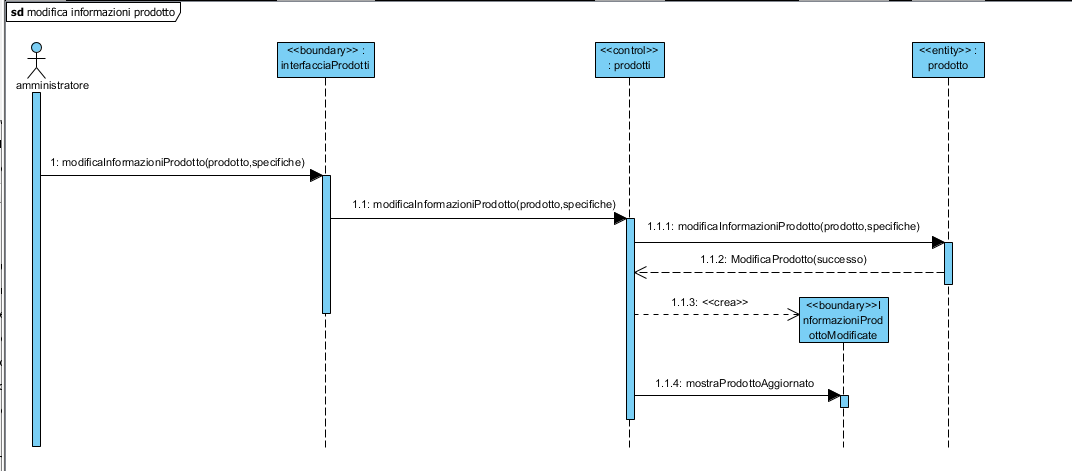 sd modifica informazioni prodotto
<<boundary>> :
interfacciaProdotti
<<control>>
: prodotti
<<entity>> :
prodotto
amministratore
1: modificaInformazioniProdotto(prodotto,specifiche)
1.1: modificaInformazioniProdotto(prodotto,specifiche)
1.1.1: modificaInformazioniProdotto(prodotto,specifiche)
1.1.2: ModificaProdotto(successo)
1.1.3: <<crea>>
<<boundary>>I
nformazioniProd
ottoModificate
1.1.4: mostraProdottoAggiornato